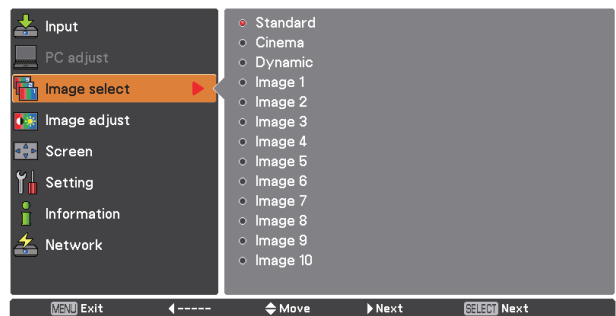 Input
PC adjust
Image select
Image adjust
Screen
Setting
Information
Network
Standard
Cinema
Dynamic
Image 1
Image 2
Image 3
Image 4
Image 5
Image 6
Image 7
Image 8
Image 9
Image 10
MENU Exit ◀----- Move Next SELECT Next